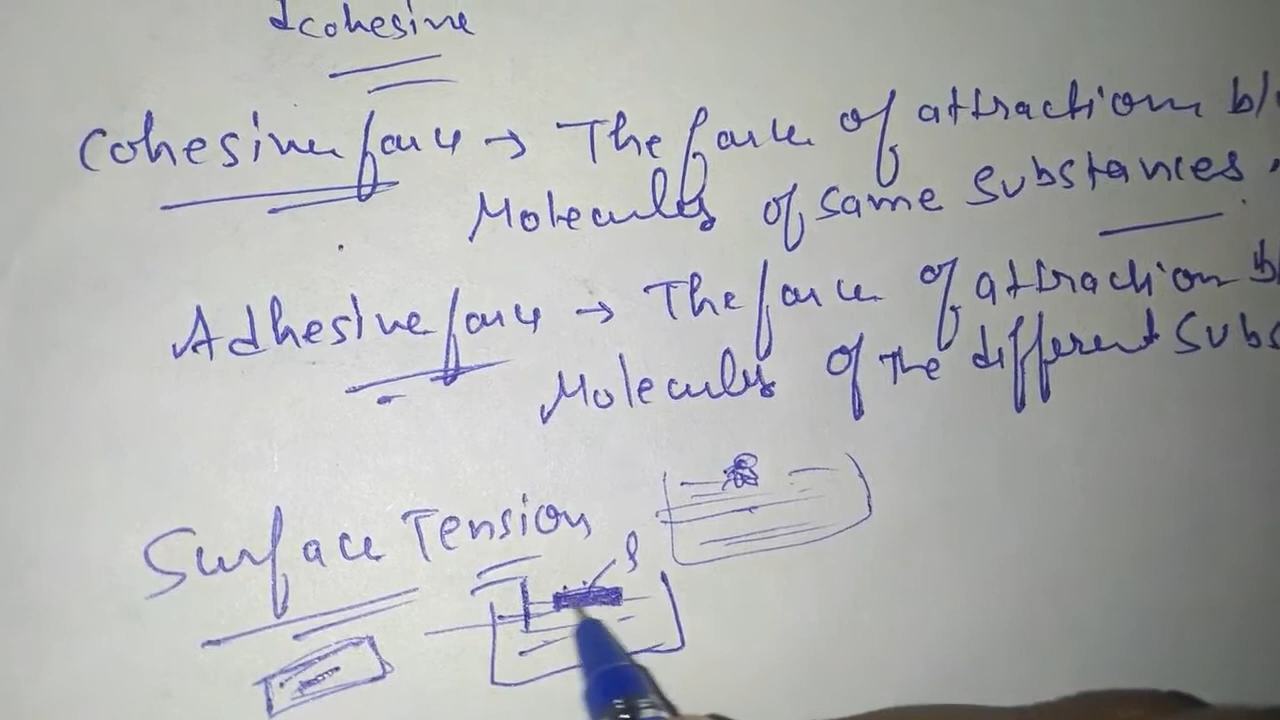 cohesive
Cohesive force → The force of attraction b/
Molecules of same Substances.
Adhesive force → The force of attraction b
Molecules of the different Subs
Surface Tension